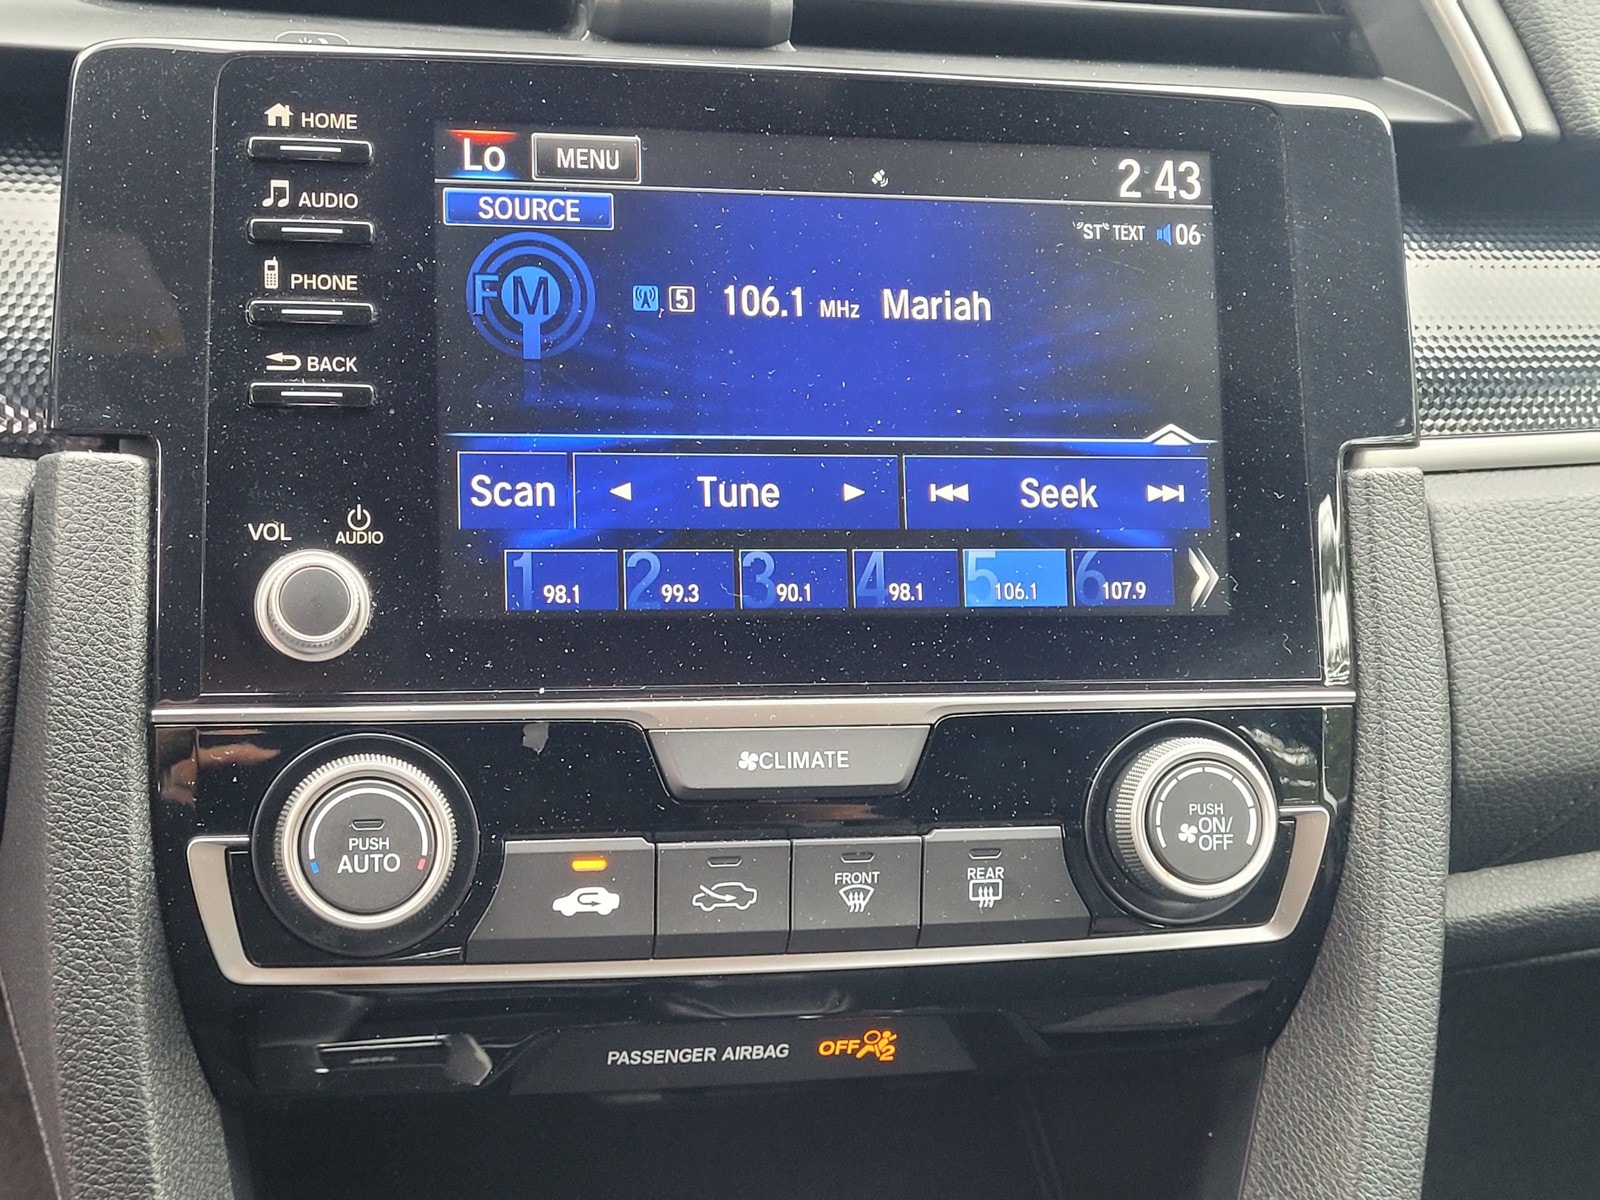 HOME
AUDIO
PHONE
BACK
VOL
AUDIO
Lo MENU 2 43
SOURCE
"ST" TEXT 06
FM
5 106.1 MHz Mariah
Scan Tune Seek
1 98.1 2 99.3 3 90.1 4 98.1 5 106.1 6 107.9
CLIMATE
PUSH
AUTO
FRONT
REAR
PUSH
ON/
OFF
PASSENGER AIRBAG OFF 2